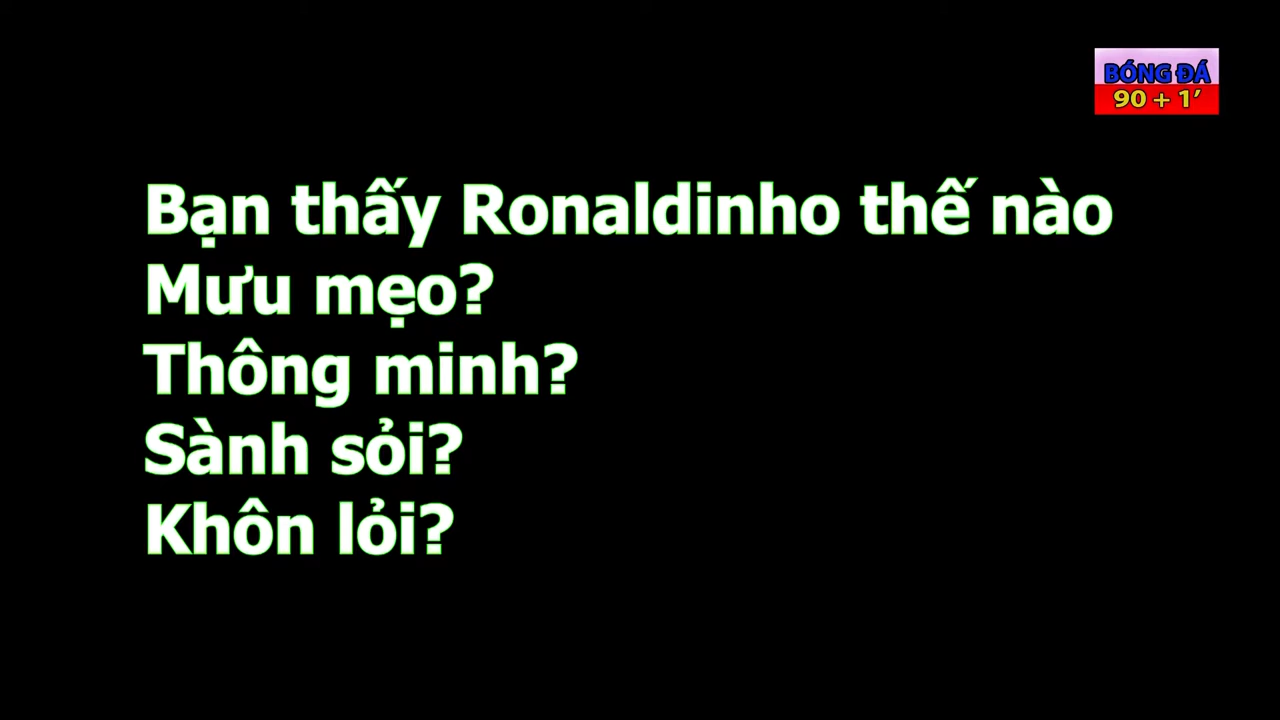 BÓNG ĐÁ
90 + 1’
Bạn thấy Ronaldinho thế nào
Mưu mẹo?
Thông minh?
Sành sỏi?
Khôn lỏi?